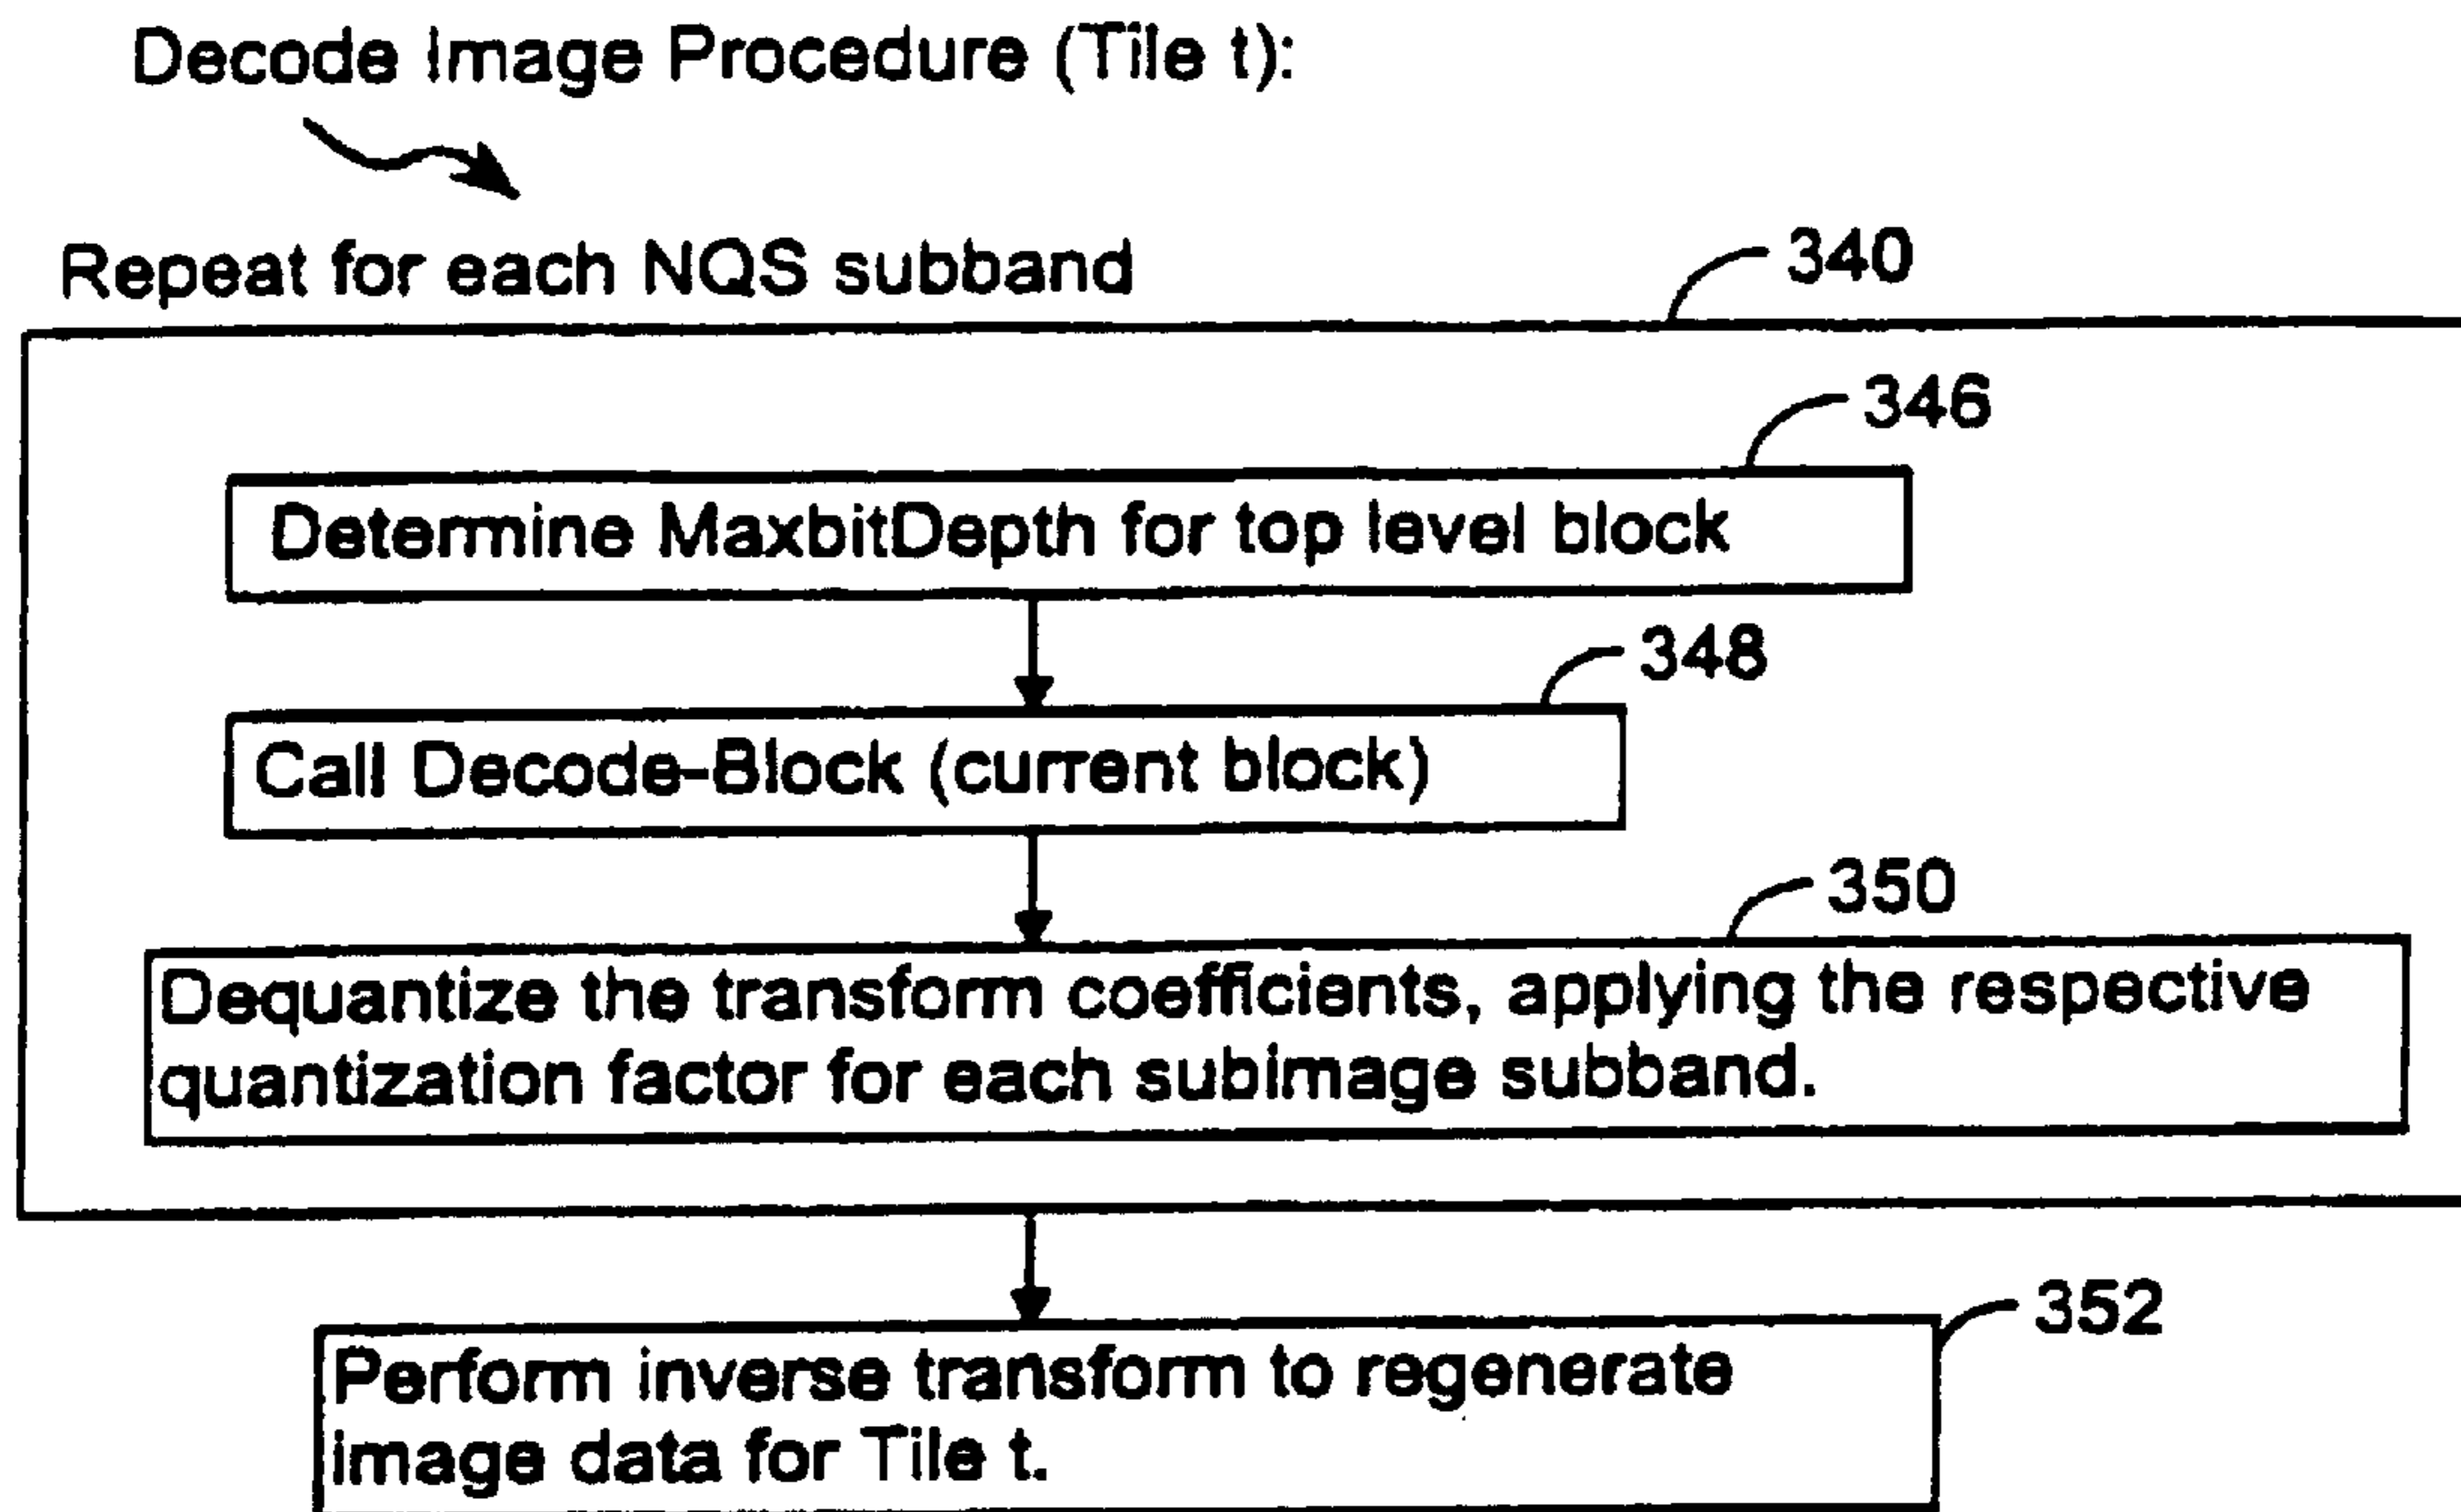 Decode Image Procedure (Tile t):
Repeat for each NQS subband
340
346
Determine MaxbitDepth for top level block
348
Call Decode-Block (current block)
350
Dequantize the transform coefficients, applying the respective
quantization factor for each subimage subband.
352
Perform inverse transform to regenerate
image data for Tile t.